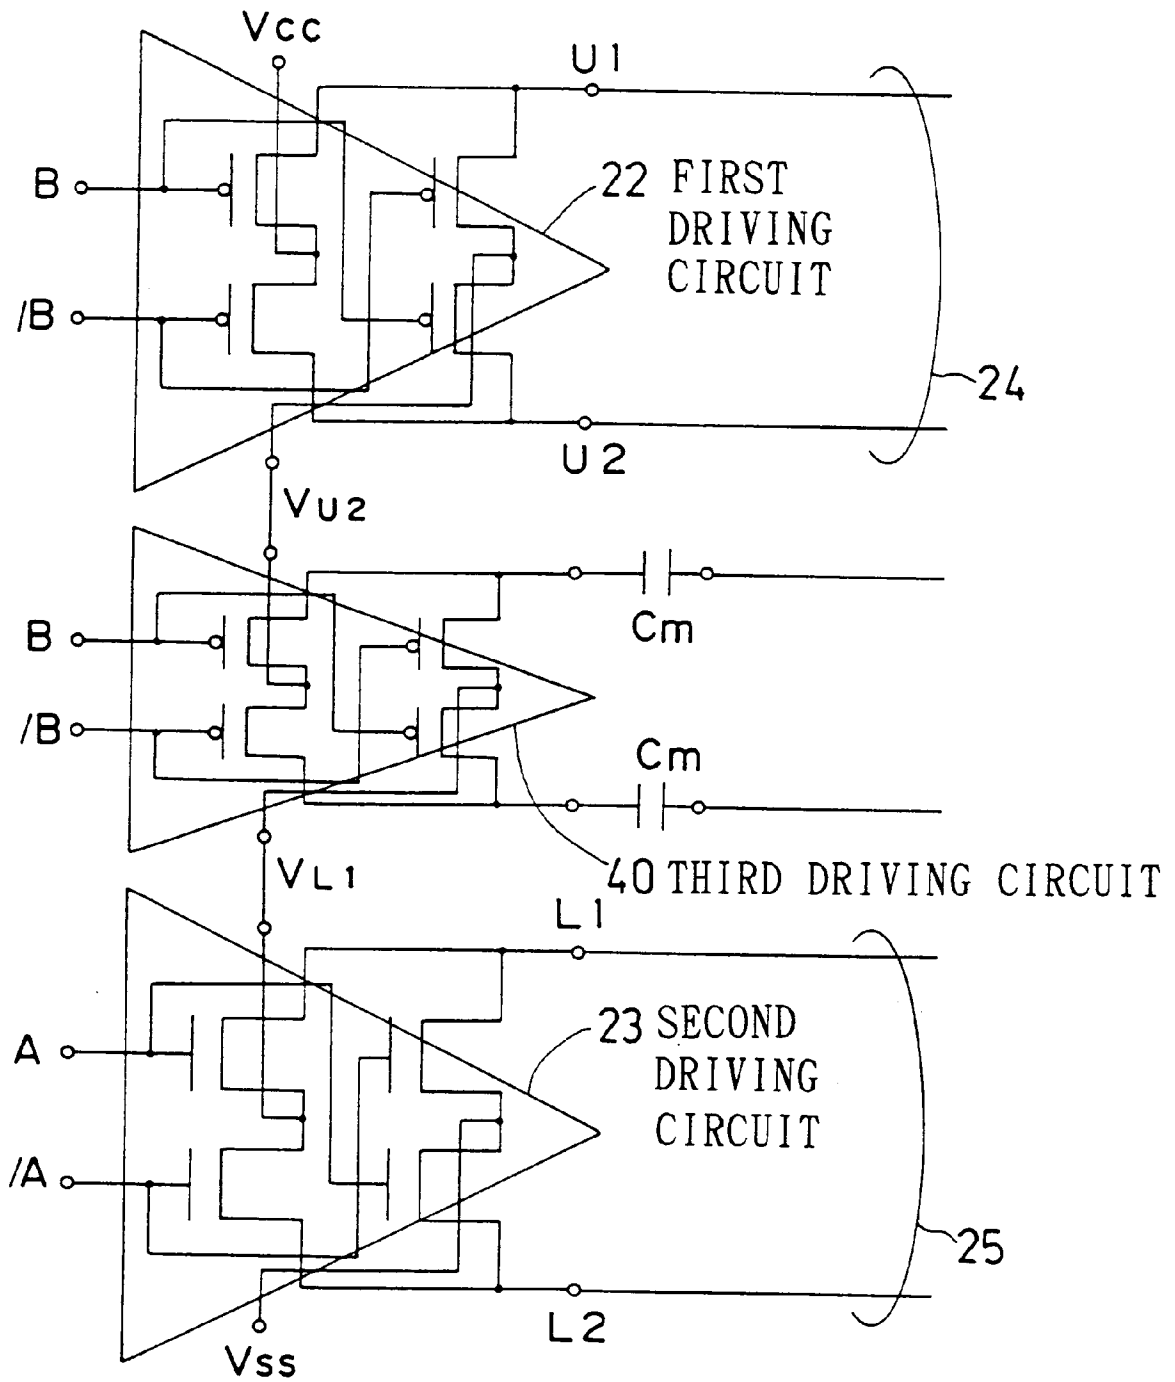 Vcc
U1
B
22 FIRST
DRIVING
CIRCUIT
/B
24
U2
VU2
B
Cm
/B
Cm
VL1
40 THIRD DRIVING CIRCUIT
L1
A
23 SECOND
DRIVING
CIRCUIT
/A
25
L2
Vss